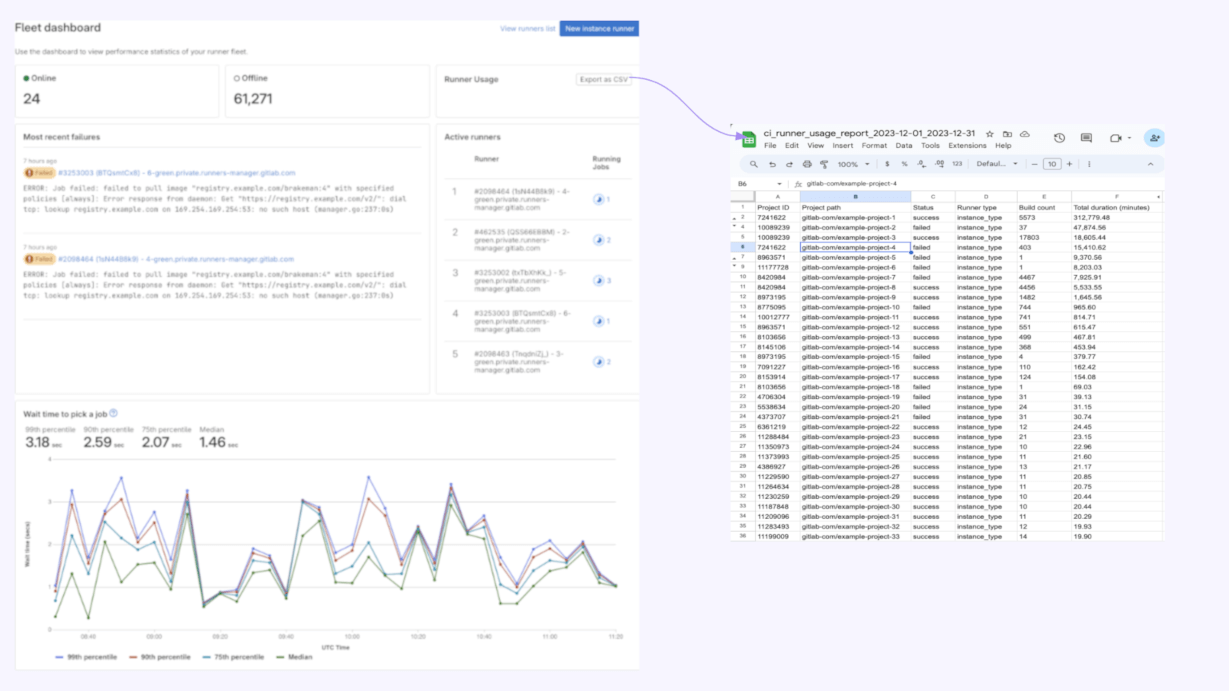 Fleet dashboard
View runners list
New instance runner
Use the dashboard to view performance statistics of your runner fleet.
Online
24
Offline
61,271
Runner Usage
Export as CSV
Most recent failures
7 hours ago
Failed #3253003 (BTQsmtCx8) - 6-green.private.runners-manager.gitlab.com
ERROR: Job failed: failed to pull image "registry.example.com/brakeman:4" with specified
policies [always]: Error response from daemon: Get "https://registry.example.com/v2/": dial
tcp: lookup registry.example.com on 169.254.169.254:53: no such host (manager.go:237:0s)
7 hours ago
Failed #2098464 (1sN44B8k9) - 4-green.private.runners-manager.gitlab.com
ERROR: Job failed: failed to pull image "registry.example.com/brakeman:4" with specified
policies [always]: Error response from daemon: Get "https://registry.example.com/v2/": dial
tcp: lookup registry.example.com on 169.254.169.254:53: no such host (manager.go:237:0s)
Active runners
Runner
Running
Jobs
1
#2098464 (1sN44B8k9) - 4-
green.private.runners-
manager.gitlab.com
1
2
#462535 - 2-
green.private.runners-
manager.gitlab.com
2
3
#3253002 - 5-
green.private.runners-
manager.gitlab.com
3
4
#3253003 (BTQsmtCx8) - 6-
green.private.runners-
manager.gitlab.com
1
5
#2098463 - 3-
green.private.runners-
manager.gitlab.com
2
Wait time to pick a job
99th percentile 90th percentile 75th percentile Median
3.18 sec 2.59 sec 2.07 sec 1.46 sec
4
3
2
1
0
Wait time (secs)
08:40 09:00 09:20 09:40 10:00 10:20 10:40 11:00 11:25
UTC Time
99th percentile 90th percentile 75th percentile Median
ci_runner_usage_report_2023-12-01_2023-12-31
File Edit View Insert Format Data Tools Extensions Help
100% $ % .0 .00 123 Defaul... 10
B6 fx gitlab-com/example-project-4
A B C D E F
1 Project ID Project path Status Runner type Build count Total duration (minutes)
2 7241622 gitlab-com/example-project-1 success instance_type 5573 312,779.48
4 10089239 gitlab-com/example-project-2 failed instance_type 37 47,874.56
5 10089239 gitlab-com/example-project-3 success instance_type 17803 18,605.44
6 7241622 gitlab-com/example-project-4 failed instance_type 403 15,410.62
7 8963571 gitlab-com/example-project-5 failed instance_type 1 9,370.56
9 11177728 gitlab-com/example-project-6 failed instance_type 1 8,203.03
10 8420984 gitlab-com/example-project-7 failed instance_type 4467 7,925.91
11 8420984 gitlab-com/example-project-8 success instance_type 4456 5,533.55
12 8973195 gitlab-com/example-project-9 success instance_type 1482 1,645.56
13 8775095 gitlab-com/example-project-10 failed instance_type 744 965.60
14 10012777 gitlab-com/example-project-11 success instance_type 741 814.71
15 8963571 gitlab-com/example-project-12 success instance_type 551 615.47
16 8103656 gitlab-com/example-project-13 success instance_type 499 467.81
17 8145106 gitlab-com/example-project-14 success instance_type 368 453.94
18 8973195 gitlab-com/example-project-15 failed instance_type 4 379.77
19 7091227 gitlab-com/example-project-16 success instance_type 110 162.42
20 8153914 gitlab-com/example-project-17 success instance_type 124 154.08
21 8103656 gitlab-com/example-project-18 failed instance_type 1 69.03
22 4706304 gitlab-com/example-project-19 failed instance_type 31 39.13
23 5538634 gitlab-com/example-project-20 failed instance_type 24 31.15
24 4373707 gitlab-com/example-project-21 failed instance_type 31 30.74
25 6361219 gitlab-com/example-project-22 success instance_type 12 24.45
26 11288484 gitlab-com/example-project-23 success instance_type 21 23.15
27 11350973 gitlab-com/example-project-24 success instance_type 10 22.96
28 11373993 gitlab-com/example-project-25 success instance_type 11 21.60
29 4386927 gitlab-com/example-project-26 success instance_type 13 21.17
30 11229590 gitlab-com/example-project-27 success instance_type 11 20.85
31 11264634 gitlab-com/example-project-28 success instance_type 11 20.75
32 11230259 gitlab-com/example-project-29 success instance_type 10 20.44
33 11187848 gitlab-com/example-project-30 success instance_type 10 20.44
34 11209096 gitlab-com/example-project-31 success instance_type 11 20.29
35 11283493 gitlab-com/example-project-32 success instance_type 12 19.93
36 11199009 gitlab-com/example-project-33 success instance_type 14 19.90